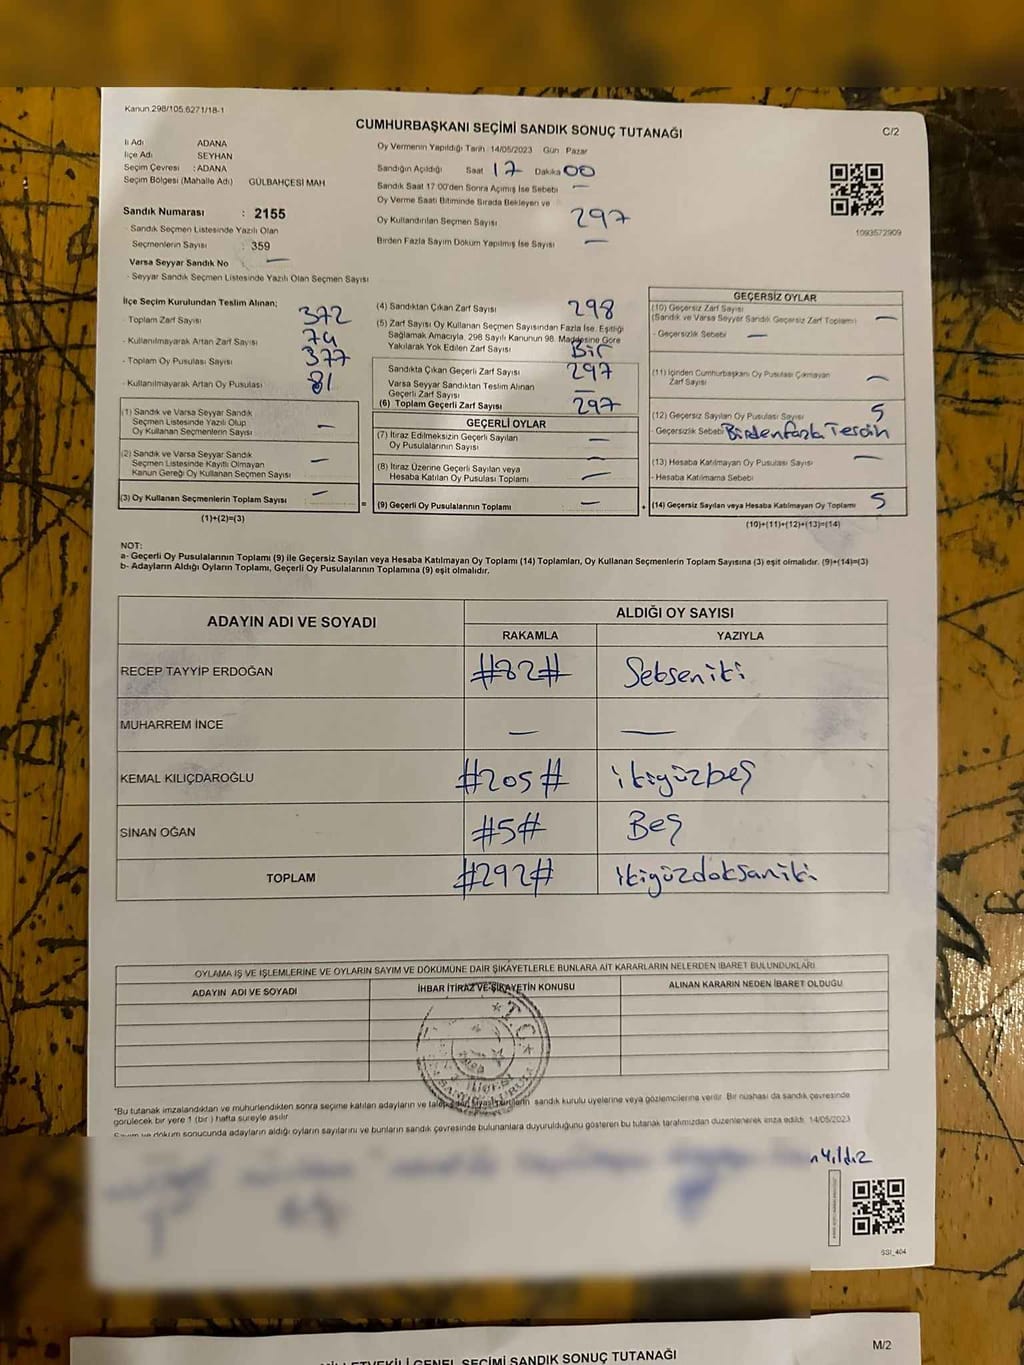 Kanun 298/105.6271/18-1
C/2
CUMHURBAŞKANI SEÇİMİ SANDIK SONUÇ TUTANAĞI
İl Adı ADANA
İlçe Adı SEYHAN
Seçim Çevresi : ADANA
Seçim Bölgesi (Mahalle Adı) GÜLBAHÇESİ MAH
Sandık Numarası : 2155
- Sandık Seçmen Listesinde Yazılı Olan
Seçmenlerin Sayısı : 359
Varsa Seyyar Sandık No : —
- Seyyar Sandık Seçmen Listesinde Yazılı Olan Seçmen Sayısı
Oy Vermenin Yapıldığı Tarih : 14/05/2023 Gün Pazar
Sandığın Açıldığı Saat 17 Dakika 00
Sandık Saat 17:00'den Sonra Açımış İse Sebebi —
Oy Verme Saati Bitiminde Sırada Bekleyen ve
Oy Kullandırılan Seçmen Sayısı 297
Birden Fazla Sayım Döküm Yapılmış İse Sayısı —
1093572909
İlçe Seçim Kurulundan Teslim Alınan;
- Toplam Zarf Sayısı 372
- Kullanılmayarak Artan Zarf Sayısı 74
- Toplam Oy Pusulası Sayısı 377
- Kullanılmayarak Artan Oy Pusulası 81
(1) Sandık ve Varsa Seyyar Sandık
Seçmen Listesinde Yazılı Olup
Oy Kullanan Seçmenlerin Sayısı —
(2) Sandık ve Varsa Seyyar Sandık
Seçmen Listesinde Kayıtlı Olmayan
Kanun Gereği Oy Kullanan Seçmen Sayısı —
(3) Oy Kullanan Seçmenlerin Toplam Sayısı —
(1)+(2)=(3)
(4) Sandıktan Çıkan Zarf Sayısı 298
(5) Zarf Sayısı Oy Kullanan Seçmen Sayısından Fazla İse, Eşitliği
Sağlamak Amacıyla, 298 Sayılı Kanunun 98. Maddesine Göre
Yakılarak Yok Edilen Zarf Sayısı Bir
Sandıkta Çıkan Geçerli Zarf Sayısı 297
Varsa Seyyar Sandıktan Teslim Alınan
Geçerli Zarf Sayısı —
(6) Toplam Geçerli Zarf Sayısı 297
GEÇERLİ OYLAR
(7) İtiraz Edilmeksizin Geçerli Sayılan
Oy Pusulalarının Sayısı —
(8) İtiraz Üzerine Geçerli Sayılan veya
Hesaba Katılan Oy Pusulası Toplamı —
= (9) Geçerli Oy Pusulalarının Toplamı —
GEÇERSİZ OYLAR
(10) Geçersiz Zarf Sayısı
(Sandık ve Varsa Seyyar Sandık Geçersiz Zarf Toplamı) —
- Geçersizlik Sebebi —
(11) İçinden Cumhurbaşkanı Oy Pusulası Çıkmayan
Zarf Sayısı —
(12) Geçersiz Sayılan Oy Pusulası Sayısı 5
- Geçersizlik Sebebi Birden fazla Tercih
(13) Hesaba Katılmayan Oy Pusulası Sayısı —
- Hesaba Katılmama Sebebi
+ (14) Geçersiz Sayılan veya Hesaba Katılmayan Oy Toplamı 5
(10)+(11)+(12)+(13)=(14)
NOT:
a- Geçerli Oy Pusulalarının Toplamı (9) ile Geçersiz Sayılan veya Hesaba Katılmayan Oy Toplamı (14) Toplamları, Oy Kullanan Seçmenlerin Toplam Sayısına (3) eşit olmalıdır. (9)+(14)=(3)
b- Adayların Aldığı Oyların Toplamı, Geçerli Oy Pusulalarının Toplamına (9) eşit olmalıdır.
ADAYIN ADI VE SOYADI ALDIĞI OY SAYISI
RAKAMLA YAZIYLA
RECEP TAYYİP ERDOĞAN #82# Seksen iki
MUHARREM İNCE — —
KEMAL KILIÇDAROĞLU #205# ikiyüzbeş
SİNAN OĞAN #5# Beş
TOPLAM #292# ikiyüzdoksaniki
OYLAMA İŞ VE İŞLEMLERİNE VE OYLARIN SAYIM VE DÖKÜMÜNE DAİR ŞİKAYETLERLE BUNLARA AİT KARARLARIN NELERDEN İBARET BULUNDUKLARI
ADAYIN ADI VE SOYADI İHBAR İTİRAZ VE ŞİKAYETİN KONUSU ALINAN KARARIN NEDEN İBARET OLDUĞU
T.C.
*Bu tutanak imzalandıktan ve mühürlendikten sonra seçime katılan adayların ve talep eden siyasi partilerin sandık kurulu üyelerine veya gözlemcilerine verilir. Bir nüshası da sandık çevresinde
görülecek bir yere 1 (bir) hafta süreyle asılır.
Sayım ve döküm sonucunda adayların aldığı oyların sayılarını ve bunların sandık çevresinde bulunanlara duyurulduğunu gösteren bu tutanak tarafımızdan düzenlenerek imza edildi. 14/05/2023
Yıldız
SSI_404
M/2
MİLLETVEKİLİ GENEL SEÇİMİ SANDIK SONUÇ TUTANAĞI